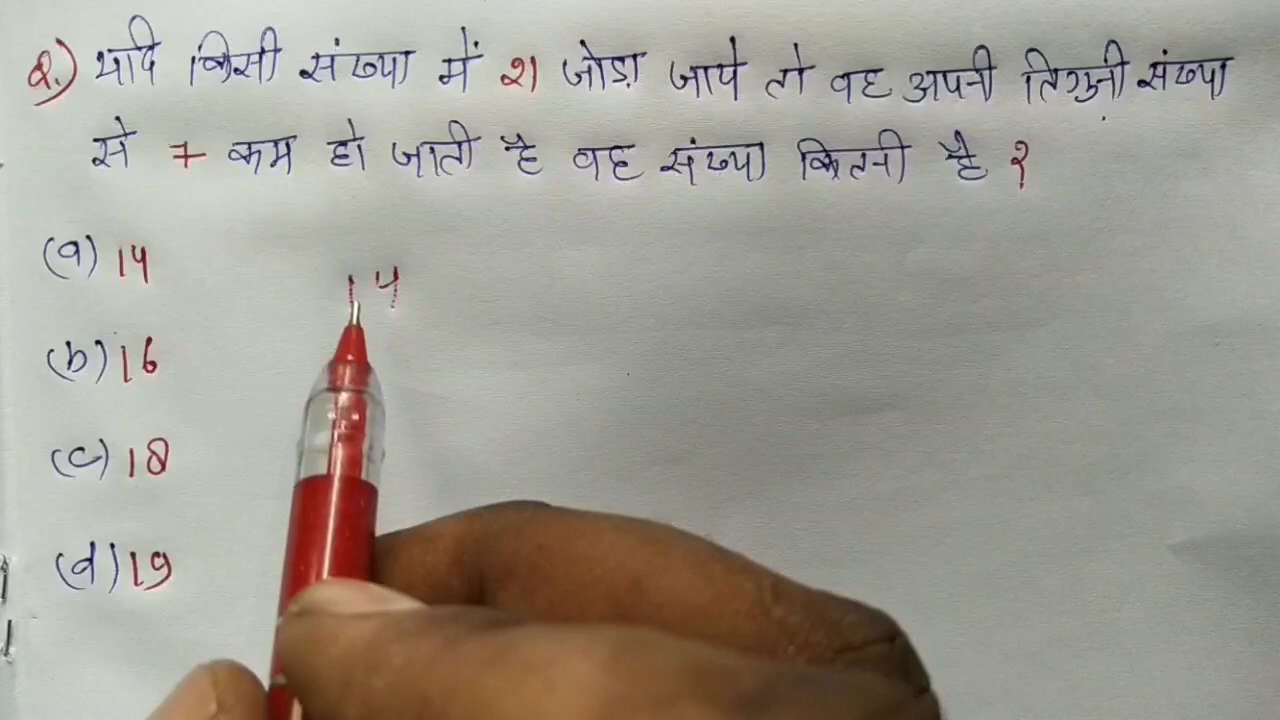 Q.) यदि किसी संख्या में 21 जोड़ा जाये तो वह अपनी तिगुनी संख्या
से 7 कम हो जाती है वह संख्या कितनी है ?
(a) 14
14
(b) 16
(c) 18
(d) 19